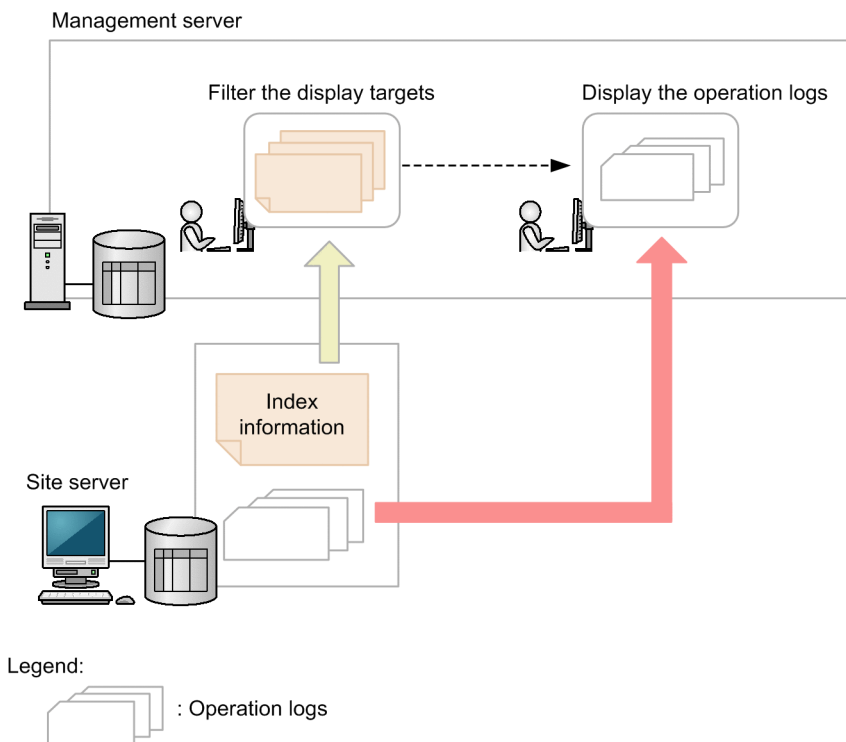 Management server
Filter the display targets
Display the operation logs
Index
information
Site server
Legend:
: Operation logs